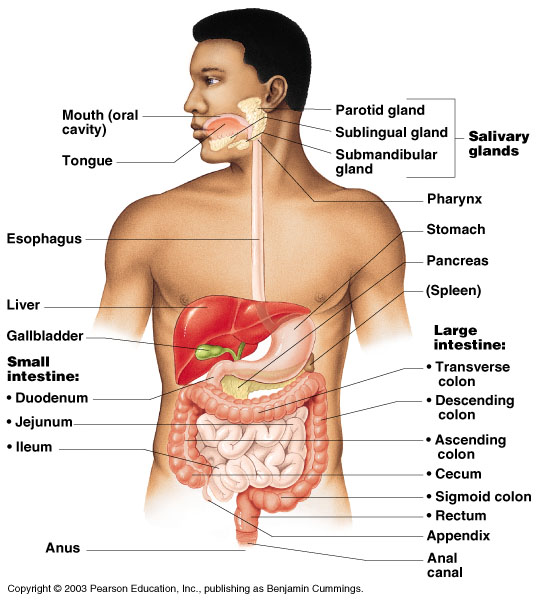 Mouth (oral
cavity)
Tongue
Parotid gland
Sublingual gland
Submandibular
gland
Salivary
glands
Pharynx
Esophagus
Stomach
Pancreas
(Spleen)
Liver
Gallbladder
Small
intestine:
• Duodenum
• Jejunum
• Ileum
Large
intestine:
• Transverse
colon
• Descending
colon
• Ascending
colon
• Cecum
• Sigmoid colon
• Rectum
Appendix
Anus
Anal
canal
Copyright © 2003 Pearson Education, Inc., publishing as Benjamin Cummings.